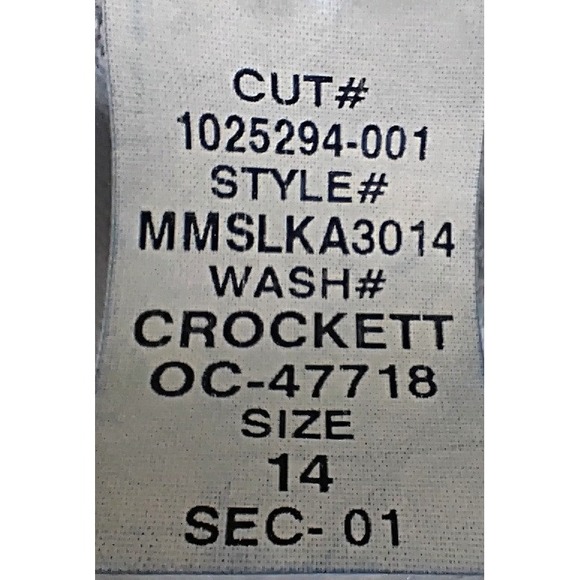 CUT#
1025294-001
STYLE#
MMSLKA3014
WASH#
CROCKETT
OC-47718
SIZE
14
SEC- 01